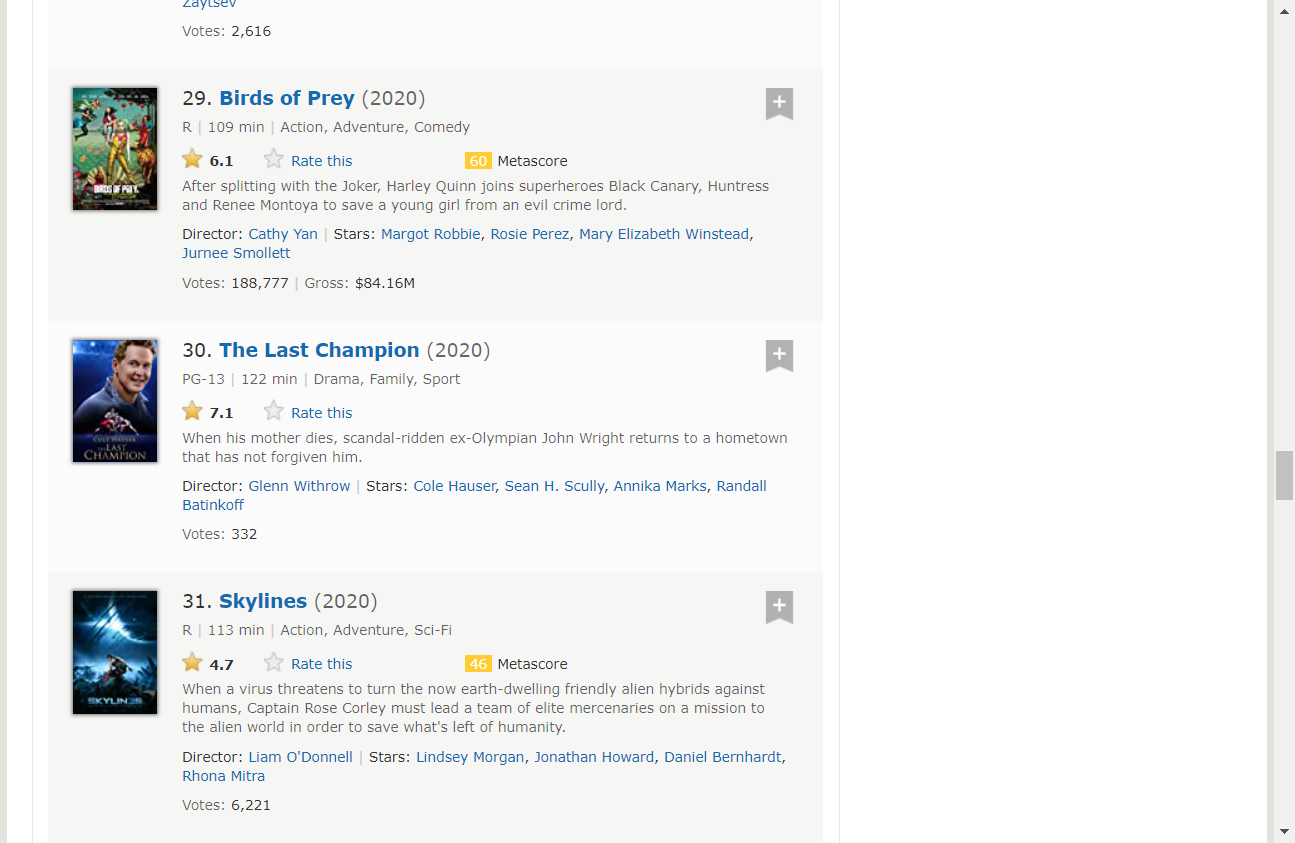 Zaytsev
Votes: 2,616
29. Birds of Prey (2020)
R | 109 min | Action, Adventure, Comedy
6.1 Rate this 60 Metascore
After splitting with the Joker, Harley Quinn joins superheroes Black Canary, Huntress
and Renee Montoya to save a young girl from an evil crime lord.
Director: Cathy Yan | Stars: Margot Robbie, Rosie Perez, Mary Elizabeth Winstead,
Jurnee Smollett
Votes: 188,777 | Gross: $84.16M
BIRDS OF PREY
30. The Last Champion (2020)
PG-13 | 122 min | Drama, Family, Sport
7.1 Rate this
When his mother dies, scandal-ridden ex-Olympian John Wright returns to a hometown
that has not forgiven him.
Director: Glenn Withrow | Stars: Cole Hauser, Sean H. Scully, Annika Marks, Randall
Batinkoff
Votes: 332
COLE HAUSER
THE LAST
CHAMPION
31. Skylines (2020)
R | 113 min | Action, Adventure, Sci-Fi
4.7 Rate this 46 Metascore
When a virus threatens to turn the now earth-dwelling friendly alien hybrids against
humans, Captain Rose Corley must lead a team of elite mercenaries on a mission to
the alien world in order to save what's left of humanity.
Director: Liam O'Donnell | Stars: Lindsey Morgan, Jonathan Howard, Daniel Bernhardt,
Rhona Mitra
Votes: 6,221
SKYLINES